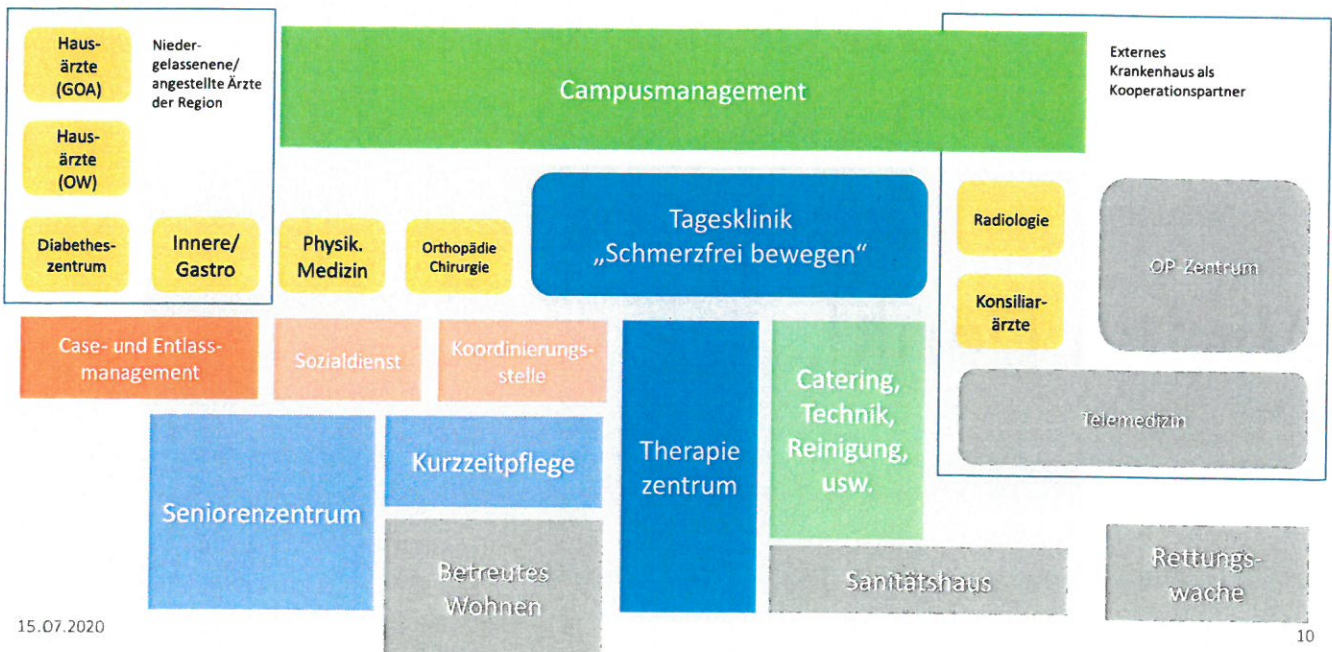 Haus-
ärzte
(GOA)
Nieder-
gelassenene/
angestellte Ärzte
der Region
Campusmanagement
Externes
Krankenhaus als
Kooperationspartner
Haus-
ärzte
(OW)
Diabethes-
zentrum
Innere/
Gastro
Physik.
Medizin
Orthopädie
Chirurgie
Tagesklinik
„Schmerzfrei bewegen“
Radiologie
Konsiliar-
ärzte
OP-Zentrum
Case- und Entlass-
management
Sozialdienst
Koordinierungs-
stelle
Therapie
zentrum
Catering,
Technik,
Reinigung,
usw.
Telemedizin
Seniorenzentrum
Kurzzeitpflege
Betreutes
Wohnen
Sanitätshaus
Rettungs-
wache
15.07.2020
10